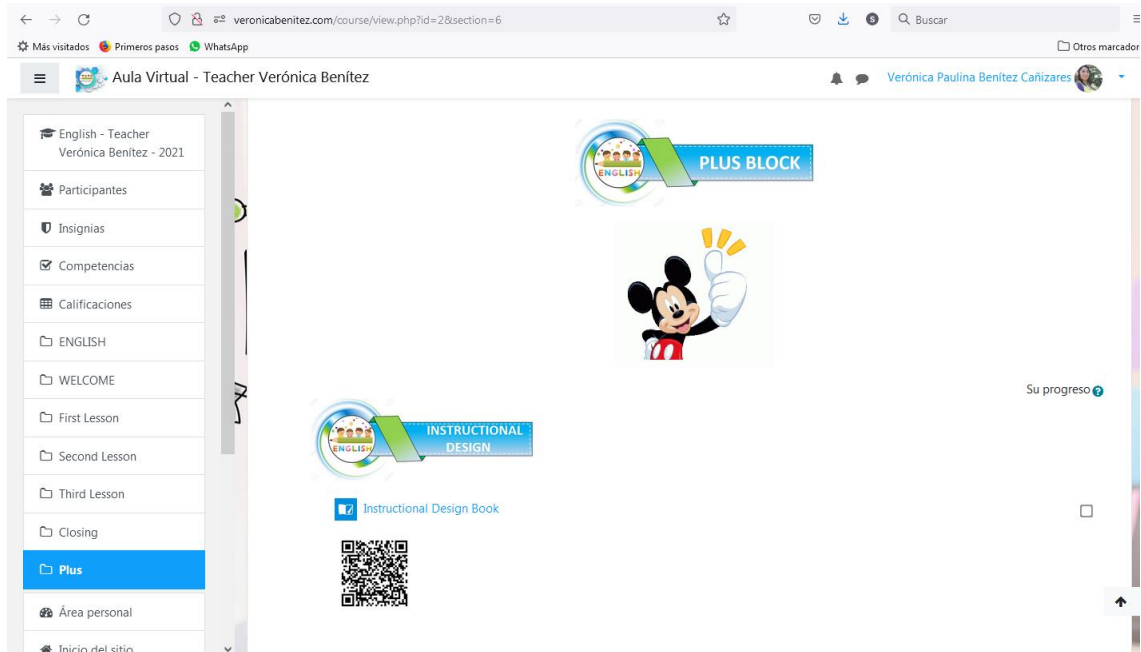 veronicabenitez.com/course/view.php?id=2&section=6
S
Buscar
Más visitados
Primeros pasos
WhatsApp
Otros marcador
Aula Virtual - Teacher Verónica Benítez
Verónica Paulina Benítez Cañizares
English - Teacher
Verónica Benítez - 2021
Participantes
Insignias
Competencias
Calificaciones
ENGLISH
WELCOME
First Lesson
Second Lesson
Third Lesson
Closing
Plus
Área personal
Inicio del sitio
ENGLISH
PLUS BLOCK
Su progreso
ENGLISH
INSTRUCTIONAL
DESIGN
Instructional Design Book